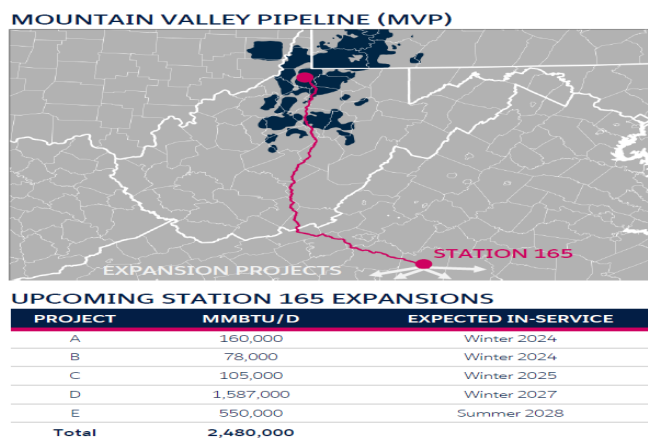 MOUNTAIN VALLEY PIPELINE (MVP)
STATION 165
EXPANSION PROJECTS
UPCOMING STATION 165 EXPANSIONS
PROJECT MMBTU/D EXPECTED IN-SERVICE
A 160,000 Winter 2024
B 78,000 Winter 2024
C 105,000 Winter 2025
D 1,587,000 Winter 2027
E 550,000 Summer 2028
Total 2,480,000